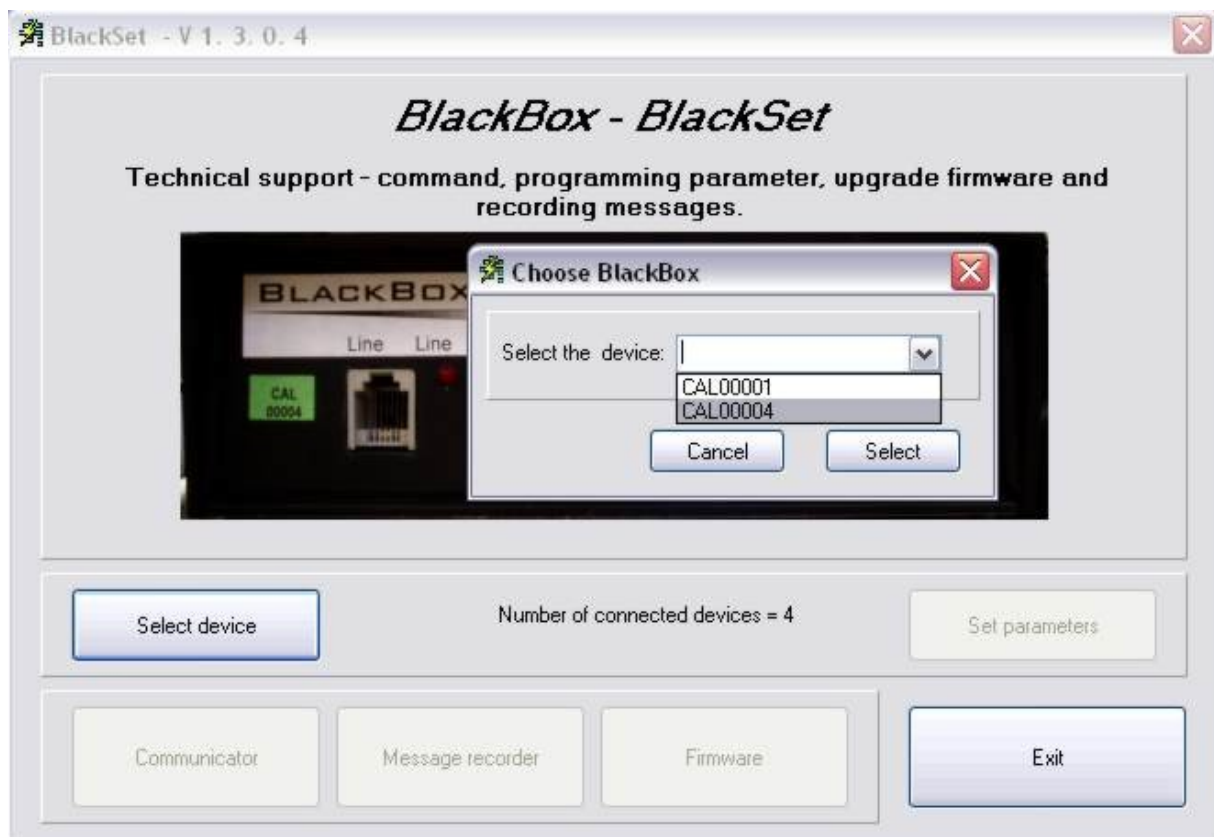 BlackSet - V 1. 3. 0. 4
BlackBox - BlackSet
Technical support - command, programming parameter, upgrade firmware and
recording messages.
BLACKBOX
Line Line
CAL
00004
Choose BlackBox
Select the device:
CAL00001
CAL00004
Cancel Select
Select device Number of connected devices = 4 Set parameters
Communicator Message recorder Firmware Exit